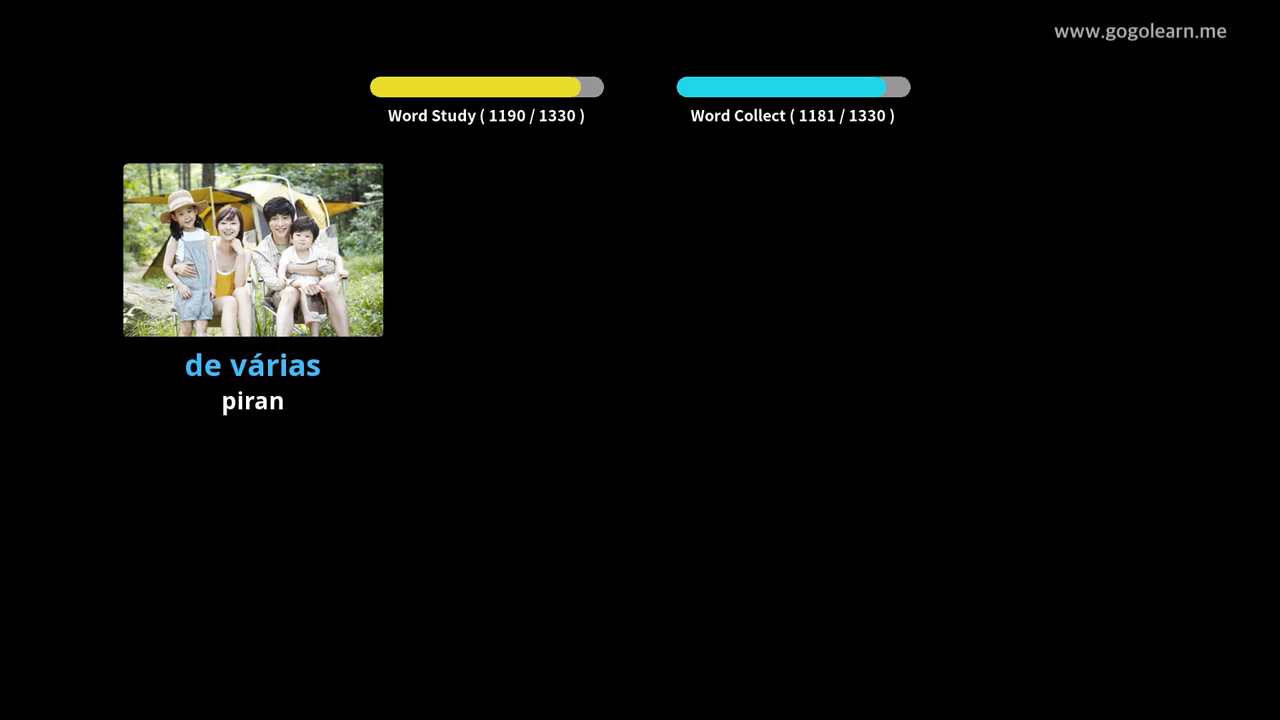 www.gogolearn.me
Word Study ( 1190 / 1330 )
Word Collect ( 1181 / 1330 )
de várias
piran